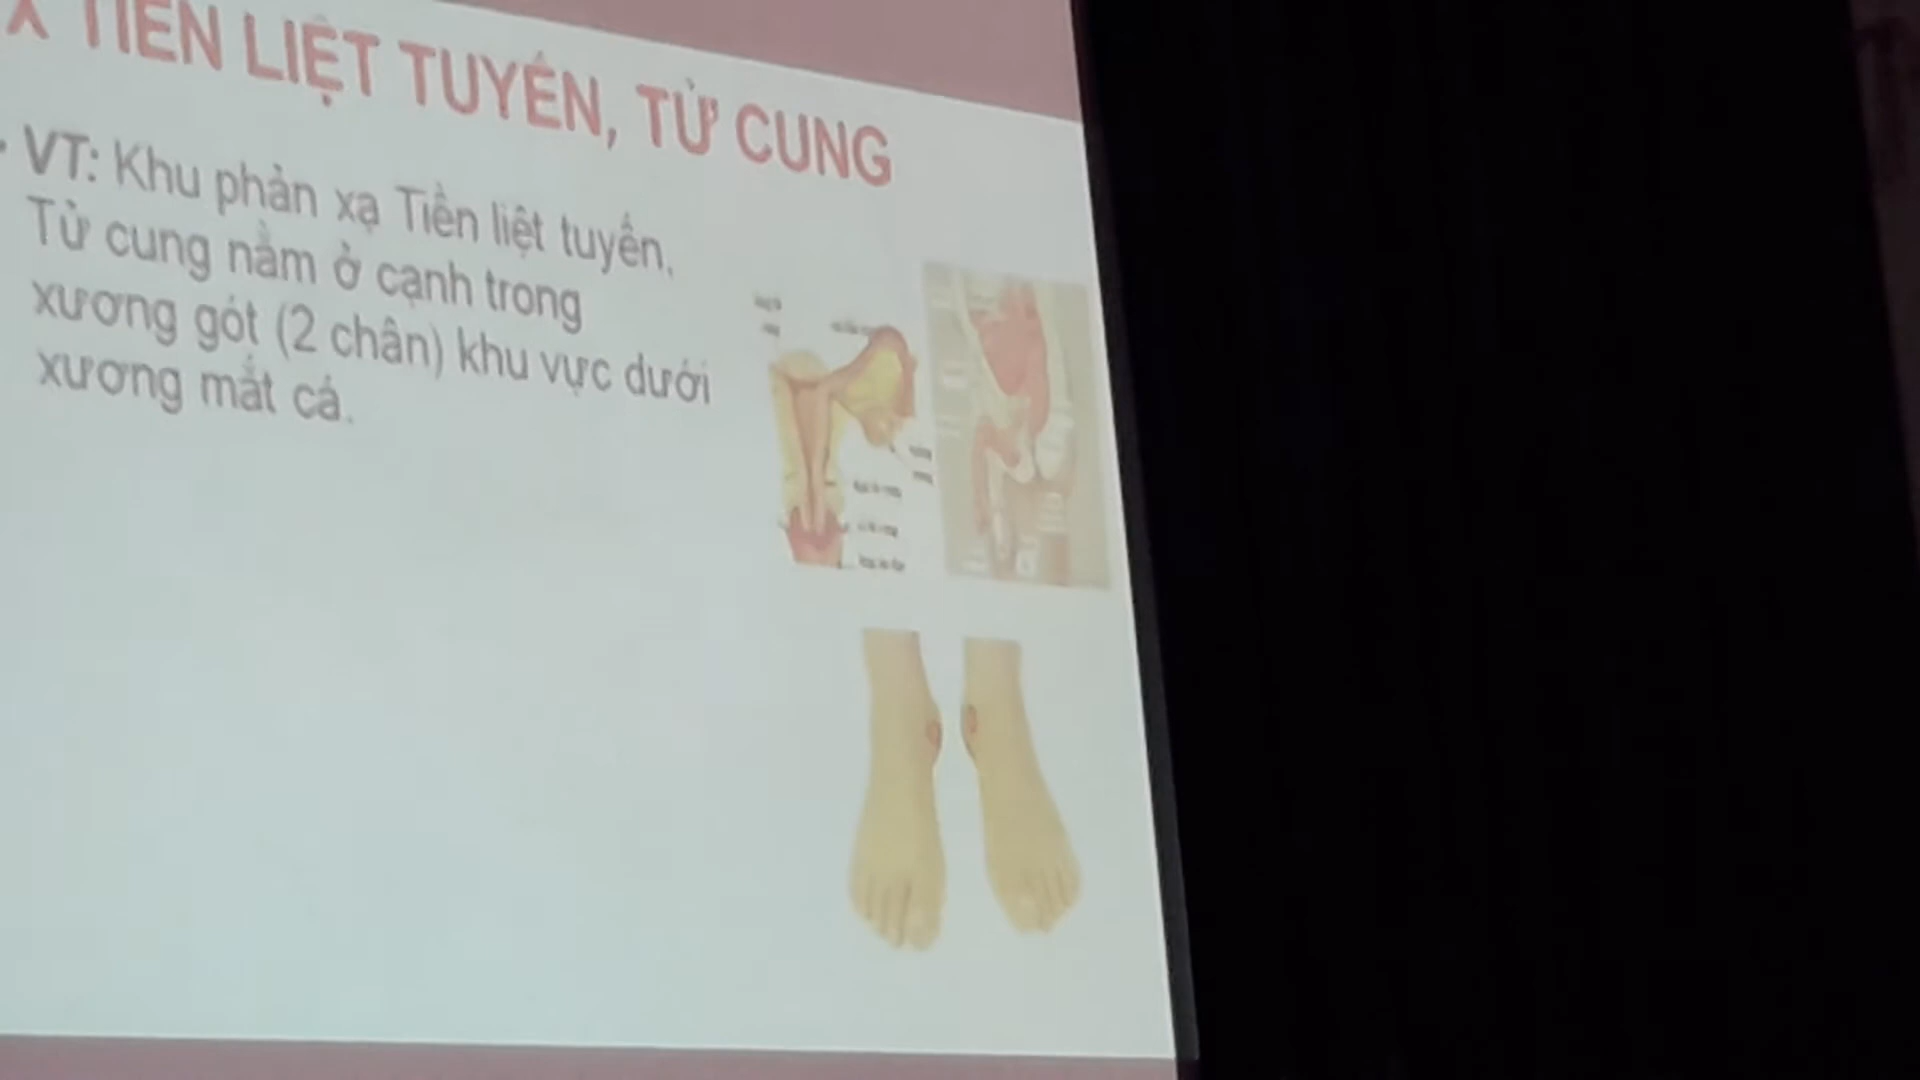 TIỀN LIỆT TUYẾN, TỬ CUNG
VT: Khu phản xạ Tiền liệt tuyến,
Tử cung nằm ở cạnh trong
xương gót (2 chân) khu vực dưới
xương mắt cá.